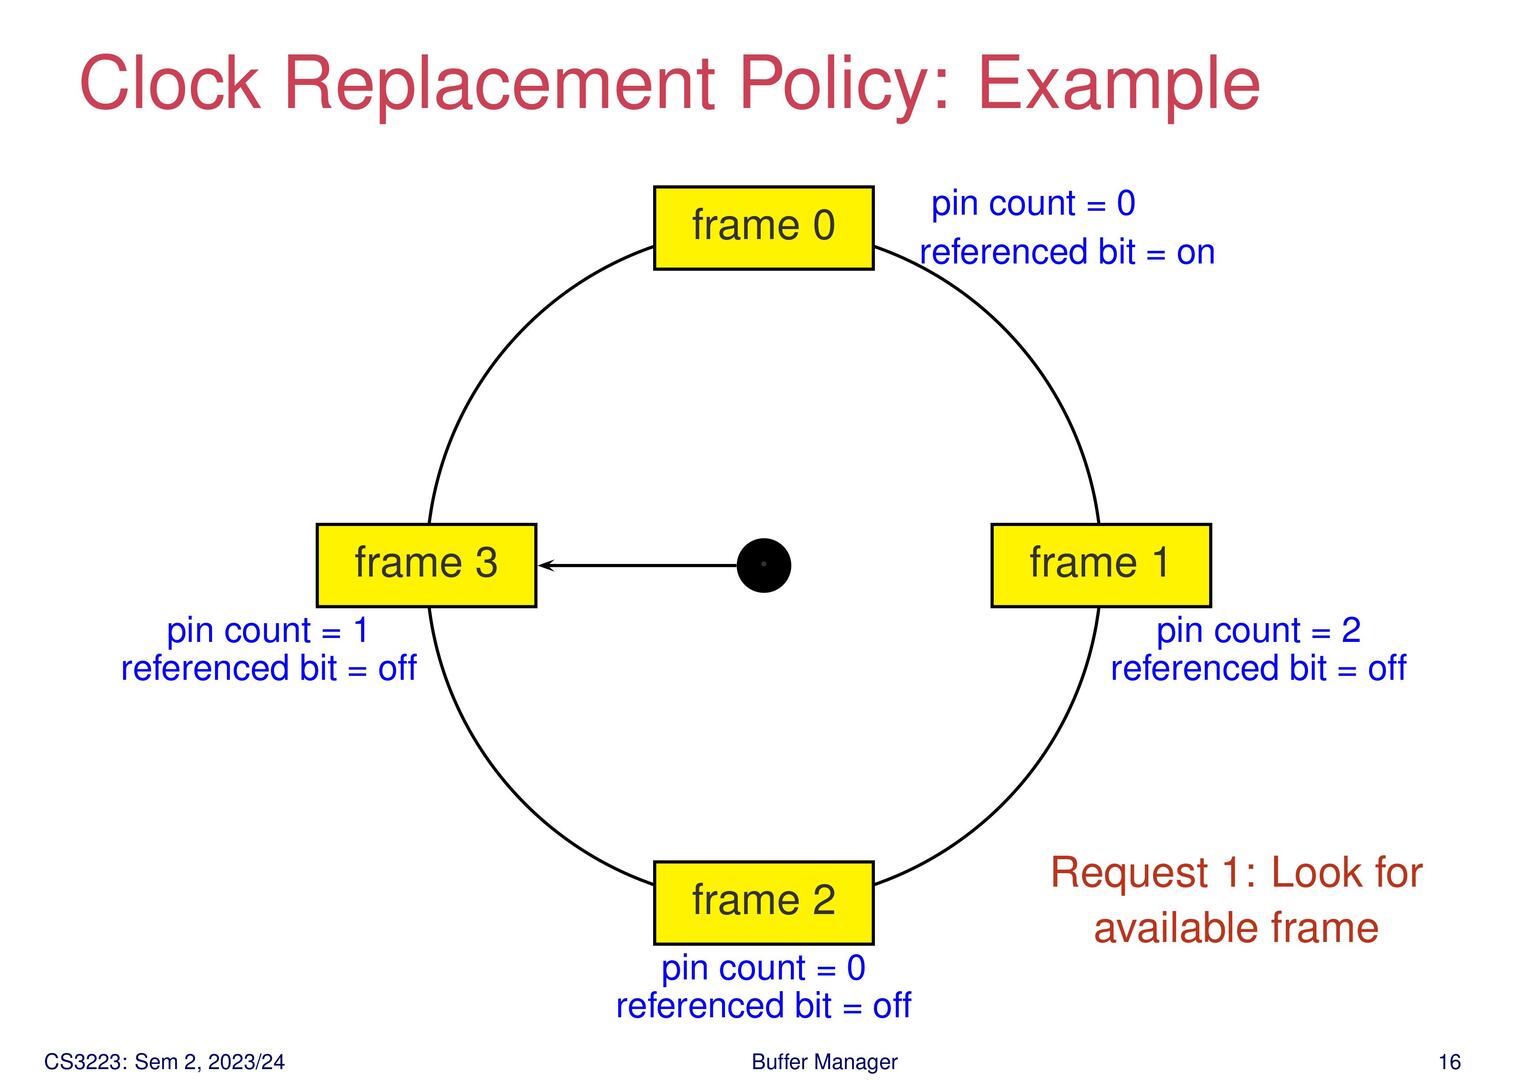 Clock Replacement Policy: Example
frame 0
pin count = 0
referenced bit = on
frame 3
pin count = 1
referenced bit = off
frame 1
pin count = 2
referenced bit = off
frame 2
pin count = 0
referenced bit = off
Request 1: Look for
available frame
CS3223: Sem 2, 2023/24
Buffer Manager
16